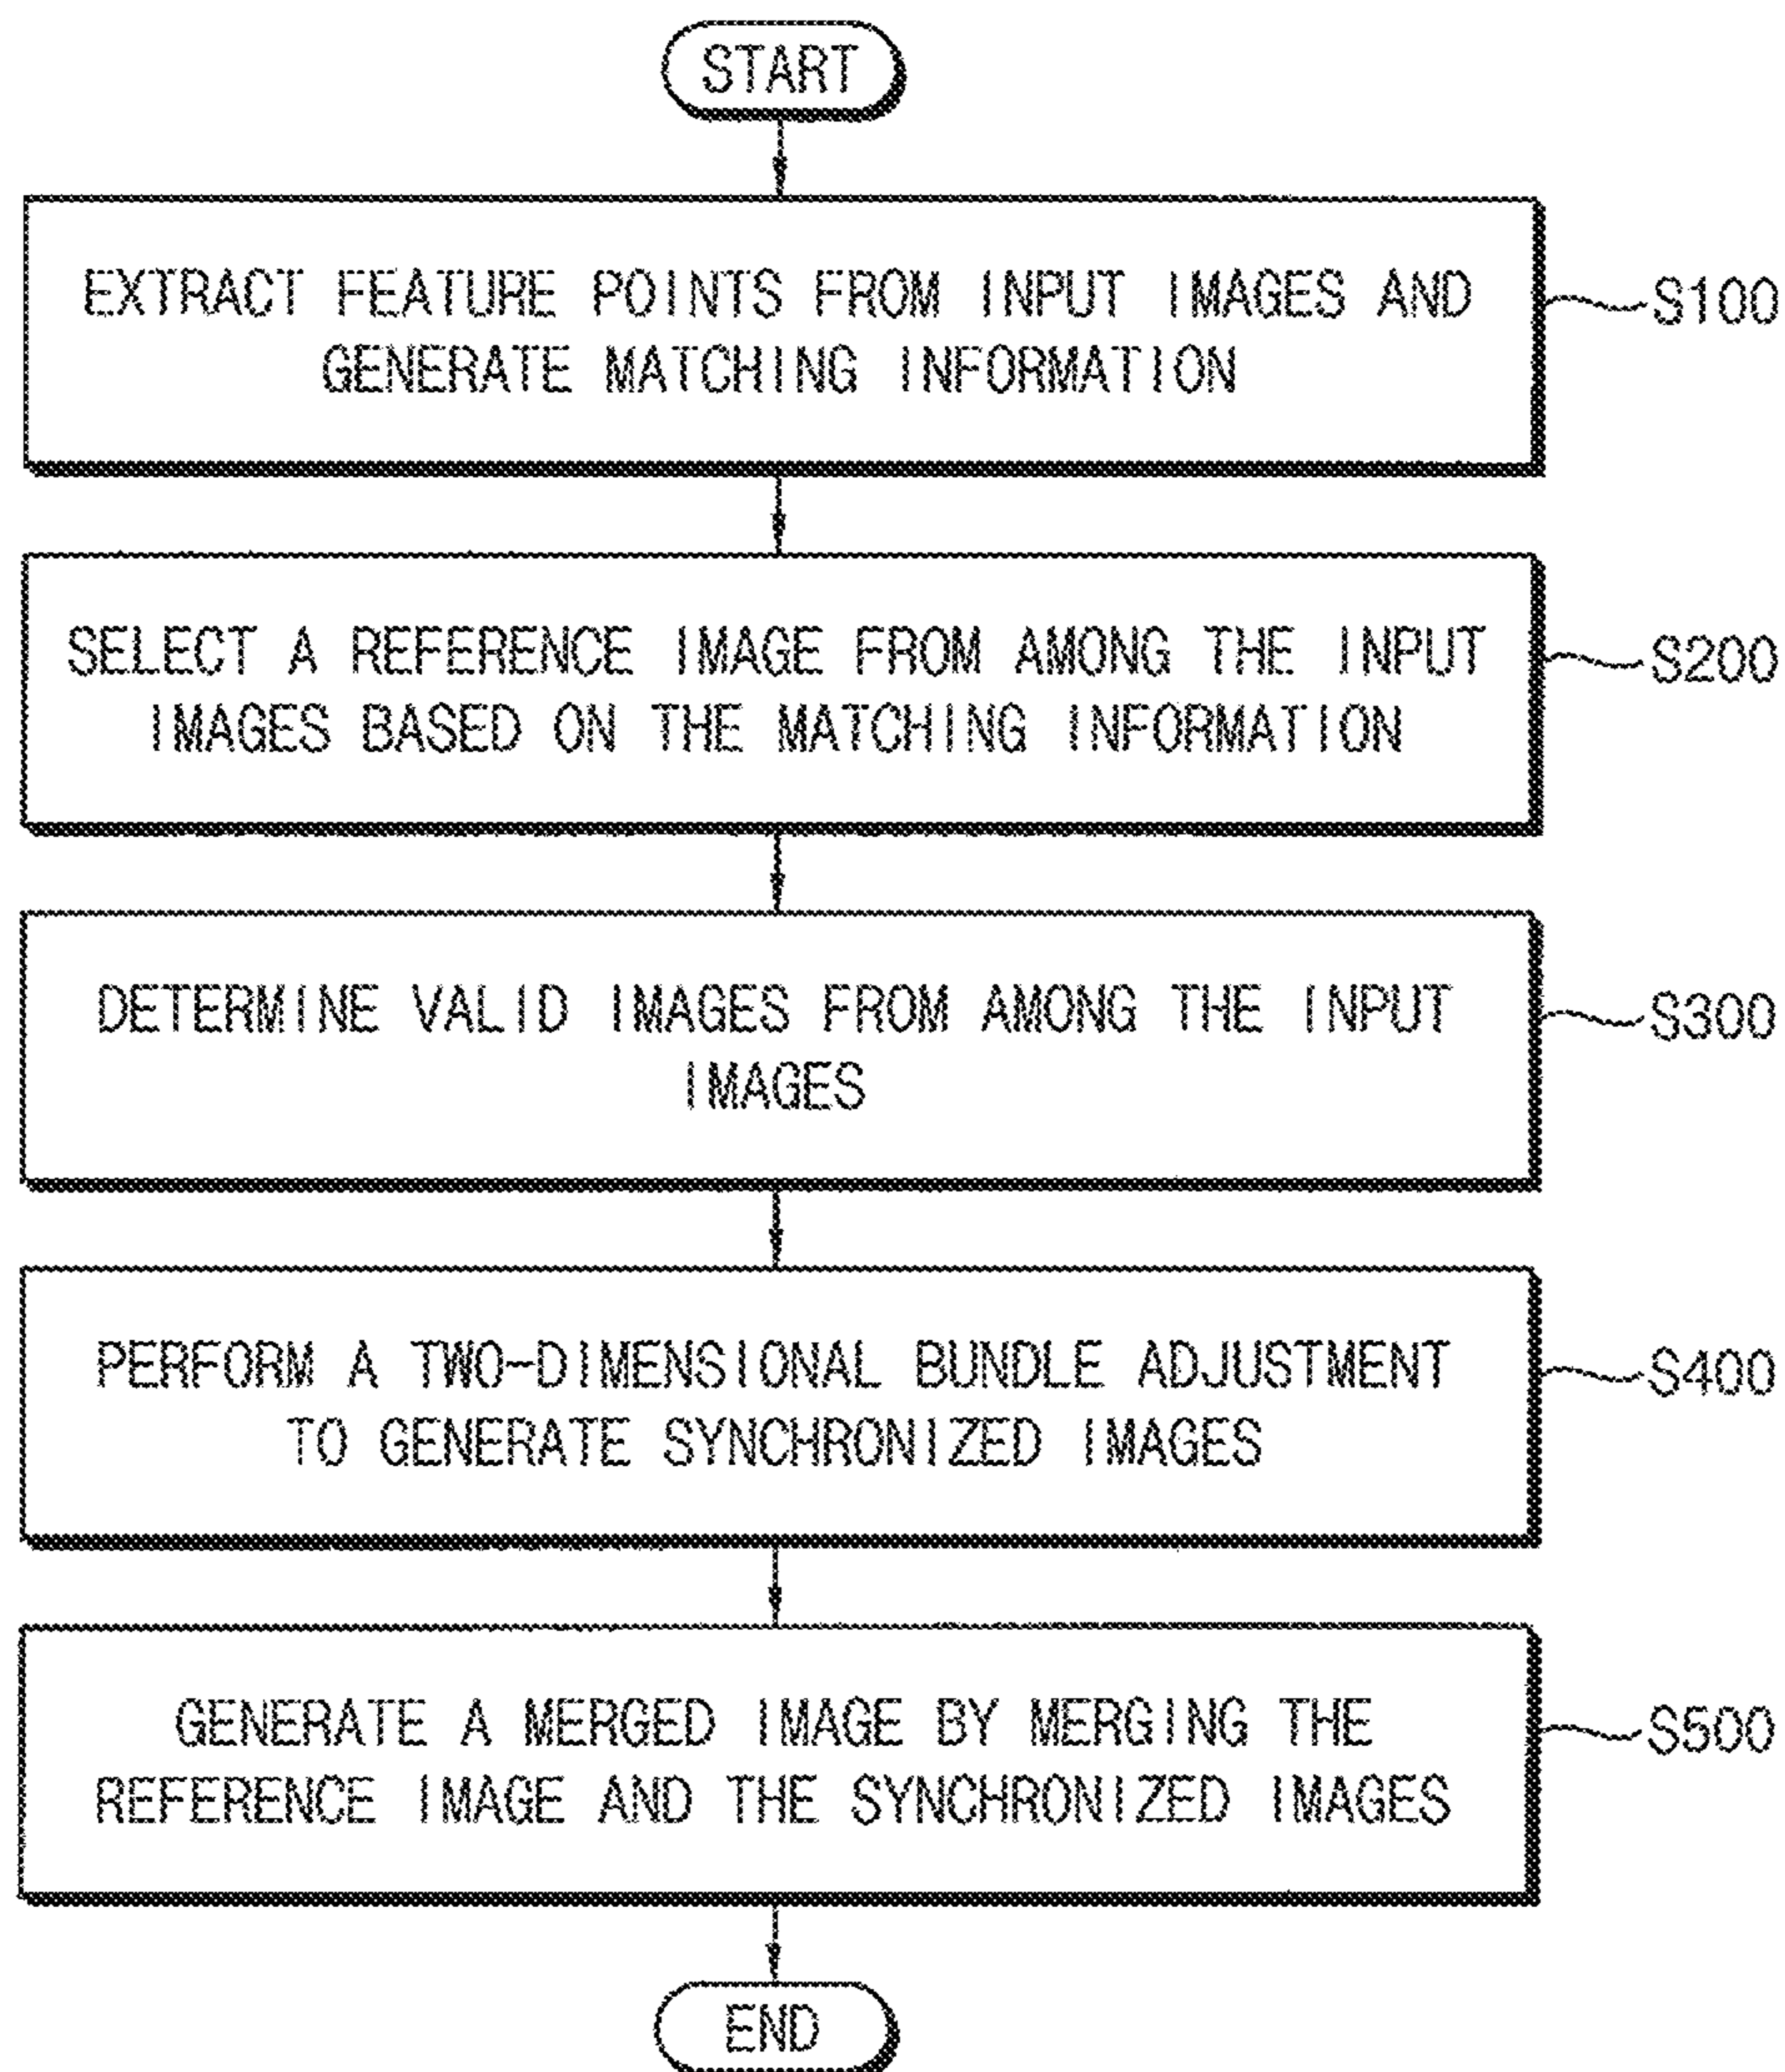 START
EXTRACT FEATURE POINTS FROM INPUT IMAGES AND
GENERATE MATCHING INFORMATION
S100
SELECT A REFERENCE IMAGE FROM AMONG THE INPUT
IMAGES BASED ON THE MATCHING INFORMATION
S200
DETERMINE VALID IMAGES FROM AMONG THE INPUT
IMAGES
S300
PERFORM A TWO-DIMENSIONAL BUNDLE ADJUSTMENT
TO GENERATE SYNCHRONIZED IMAGES
S400
GENERATE A MERGED IMAGE BY MERGING THE
REFERENCE IMAGE AND THE SYNCHRONIZED IMAGES
S500
END